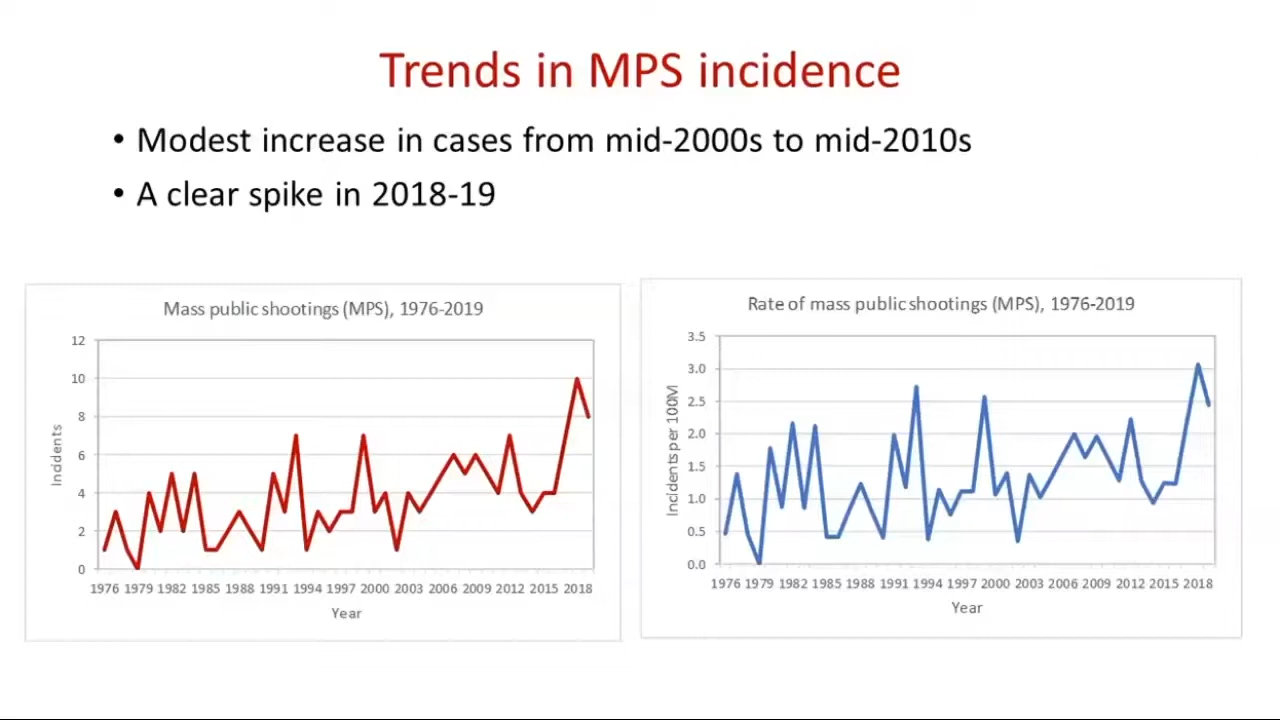 Trends in MPS incidence
• Modest increase in cases from mid-2000s to mid-2010s
• A clear spike in 2018-19
Mass public shootings (MPS), 1976-2019
12
10
8
6
4
2
0
Incidents
1976 1979 1982 1985 1988 1991 1994 1997 2000 2003 2006 2009 2012 2015 2018
Year
Rate of mass public shootings (MPS), 1976-2019
3.5
3.0
2.5
2.0
1.5
1.0
0.5
0.0
Incidents per 100M
1976 1979 1982 1985 1988 1991 1994 1997 2000 2003 2006 2009 2012 2015 2018
Year